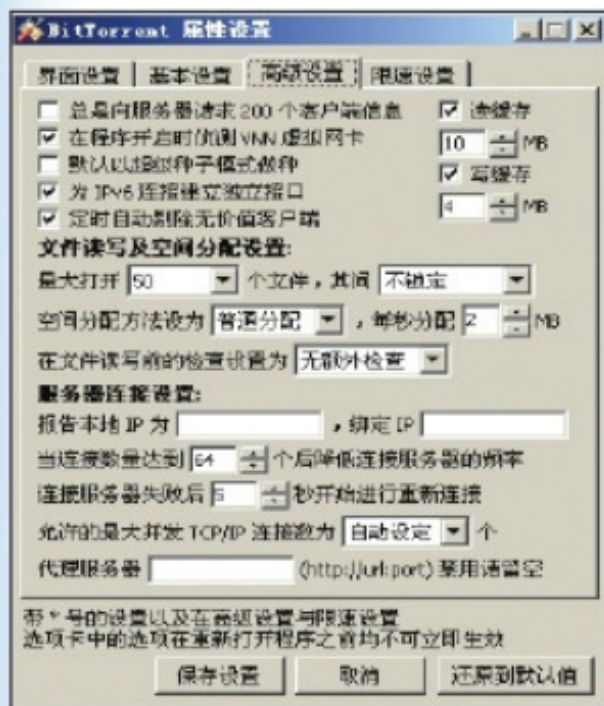 BitTorrent 属性设置
界面设置 基本设置 高级设置 限速设置
总是向服务器请求 200 个客户端信息 读缓存
在程序开启时侦测 VNN 虚拟网卡 10 MB
默认以超级种子模式做种 写缓存
为 IPv6 连接建立独立接口 4 MB
定时自动剔除无价值客户端
文件读写及空间分配设置:
最大打开 50 个文件，其间 不锁定
空间分配方法设为 普通分配 ，每秒分配 2 MB
在文件读写前的检查设置为 无额外检查
服务器连接设置:
报告本地 IP 为 ，绑定 IP
当连接数量达到 64 个后降低连接服务器的频率
连接服务器失败后 5 秒开始进行重新连接
允许的最大并发 TCP/IP 连接数为 自动设定 个
代理服务器 (http://url:port) 禁用请留空
带 * 号的设置以及在高级设置与限速设置
选项卡中的选项在重新打开程序之前均不可立即生效
保存设置 取消 还原到默认值